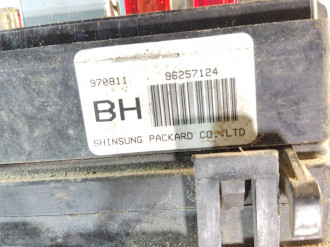 970811 96257124
BH
SHINSUNG PACKARD CO.,LTD